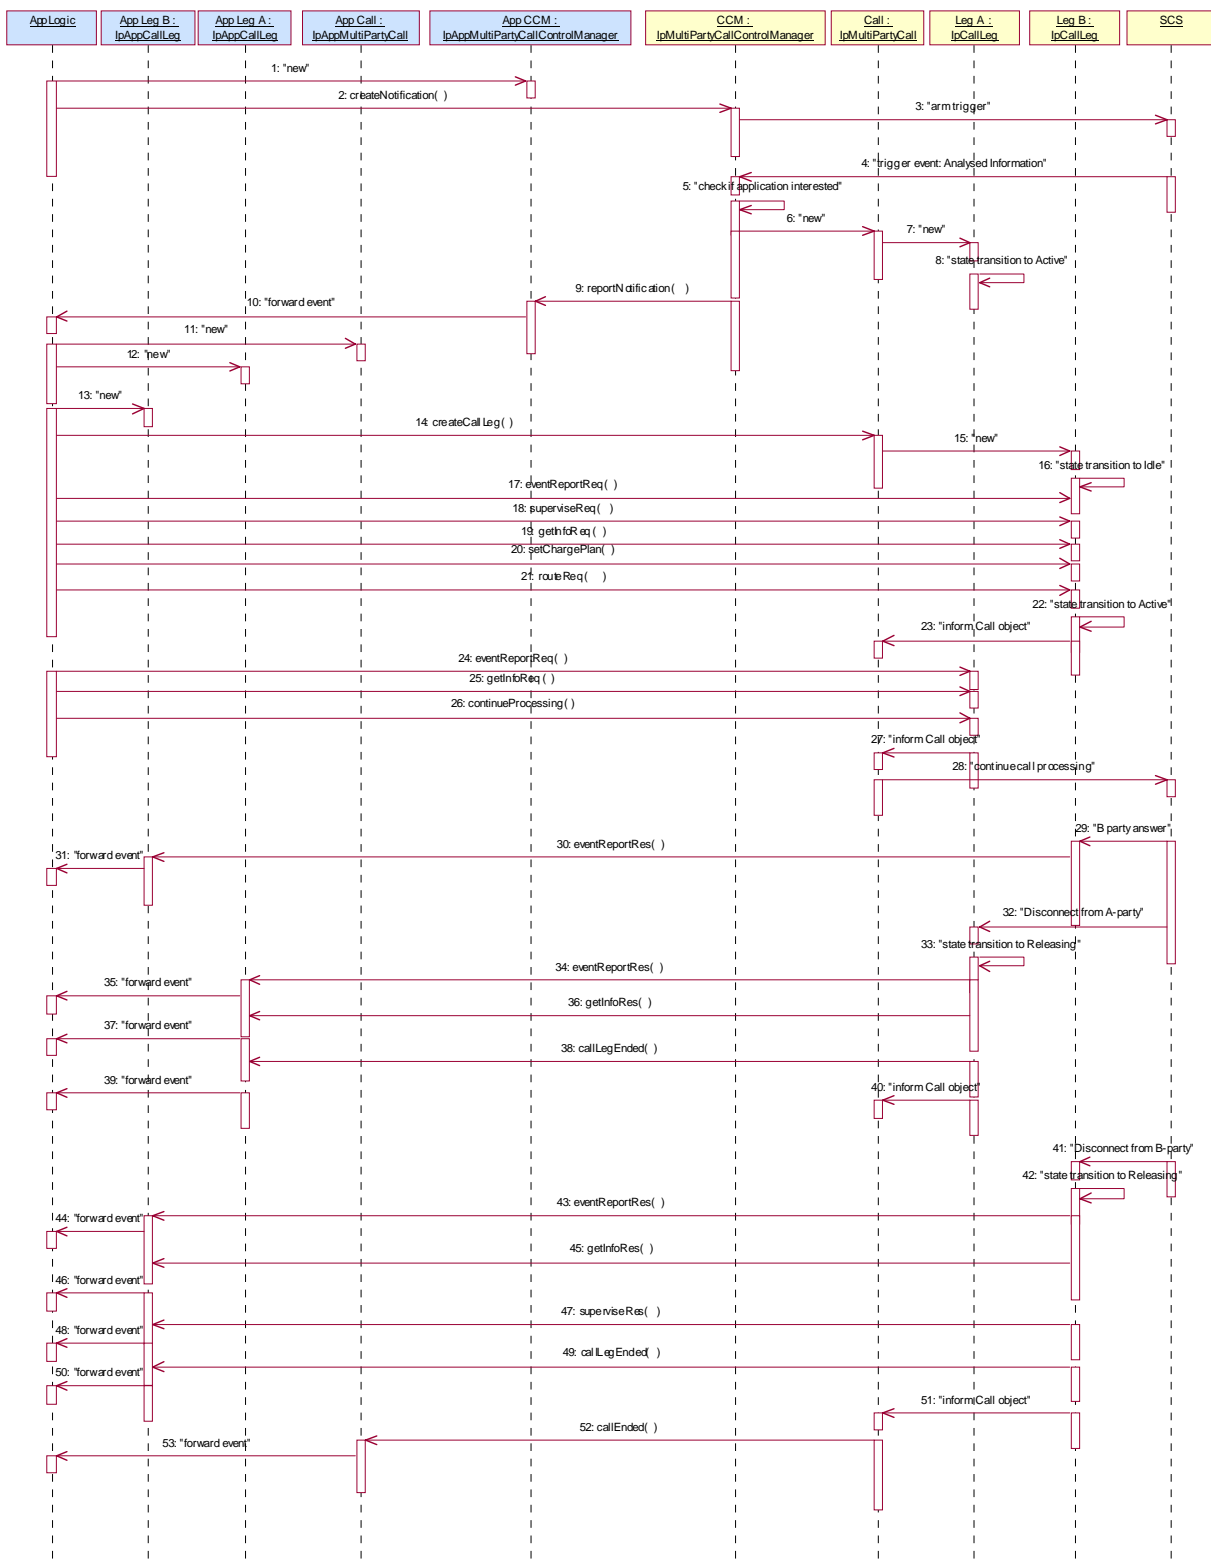 AppLogic
App Leg B :
IpAppCallLeg
App Leg A :
IpAppCallLeg
App Call :
IpAppMultiPartyCall
App CCM :
IpAppMultiPartyCallControlManager
CCM :
IpMultiPartyCallControlManager
Call :
IpMultiPartyCall
Leg A :
IpCallLeg
Leg B :
IpCallLeg
SCS
1: "new"
2: createNotification( )
3: "arm trigger"
4: "trigger event: Analysed Information"
5: "check if application interested"
6: "new"
7: "new"
8: "state transition to Active"
9: reportNotification( )
10: "forward event"
11: "new"
12: "new"
13: "new"
14: createCallLeg( )
15: "new"
16: "state transition to Idle"
17: eventReportReq( )
18: superviseReq( )
19: getInfoReq( )
20: setChargePlan( )
21: routeReq( )
22: "state transition to Active"
23: "inform Call object"
24: eventReportReq( )
25: getInfoReq( )
26: continueProcessing( )
27: "inform Call object"
28: "continue call processing"
29: "B party answer"
30: eventReportRes( )
31: "forward event"
32: "Disconnect from A-party"
33: "state transition to Releasing"
34: eventReportRes( )
35: "forward event"
36: getInfoRes( )
37: "forward event"
38: callLegEnded( )
39: "forward event"
40: "inform Call object"
41: "Disconnect from B-party"
42: "state transition to Releasing"
43: eventReportRes( )
44: "forward event"
45: getInfoRes( )
46: "forward event"
47: superviseRes( )
48: "forward event"
49: callLegEnded( )
50: "forward event"
51: "inform Call object"
52: callEnded( )
53: "forward event"